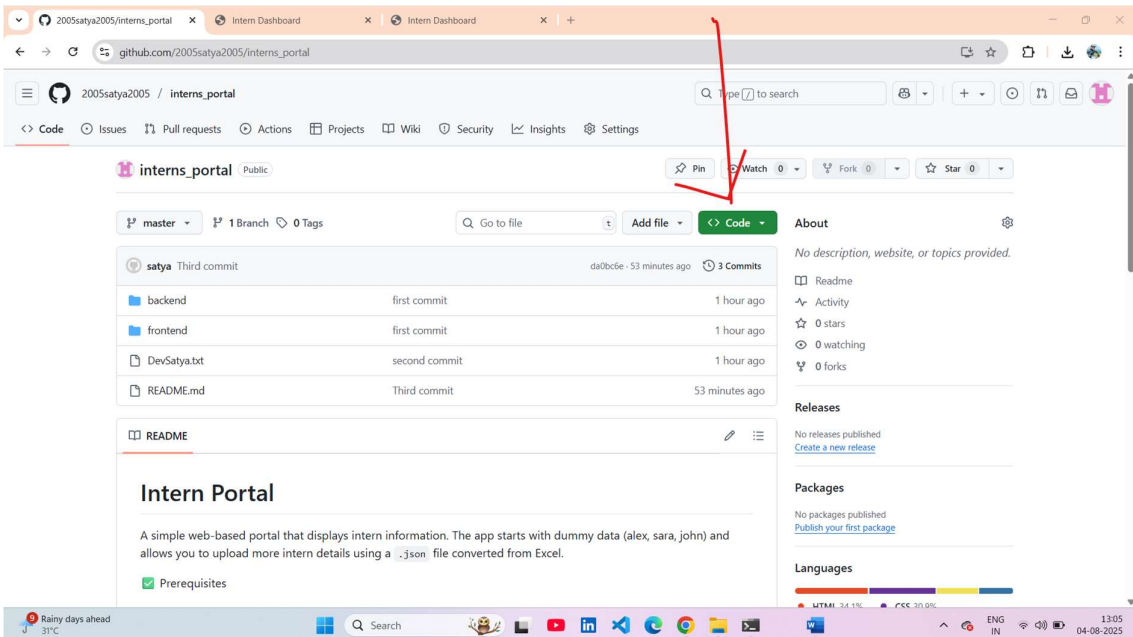 2005satya2005/interns_portal
Intern Dashboard
Intern Dashboard
github.com/2005satya2005/interns_portal
2005satya2005 / interns_portal
Type / to search
Code Issues Pull requests Actions Projects Wiki Security Insights Settings
interns_portal Public
Pin Watch 0 Fork 0 Star 0
master 1 Branch 0 Tags Go to file t Add file Code
satya Third commit da0bc6e · 53 minutes ago 3 Commits
backend first commit 1 hour ago
frontend first commit 1 hour ago
DevSatya.txt second commit 1 hour ago
README.md Third commit 53 minutes ago
README
Intern Portal
A simple web-based portal that displays intern information. The app starts with dummy data (alex, sara, john) and
allows you to upload more intern details using a .json file converted from Excel.
✅ Prerequisites
About
No description, website, or topics provided.
Readme
Activity
0 stars
0 watching
0 forks
Releases
No releases published
Create a new release
Packages
No packages published
Publish your first package
Languages
HTML 34.1% CSS 30.9%
9
Rainy days ahead
31°C
Search
ENG
IN
13:05
04-08-2025